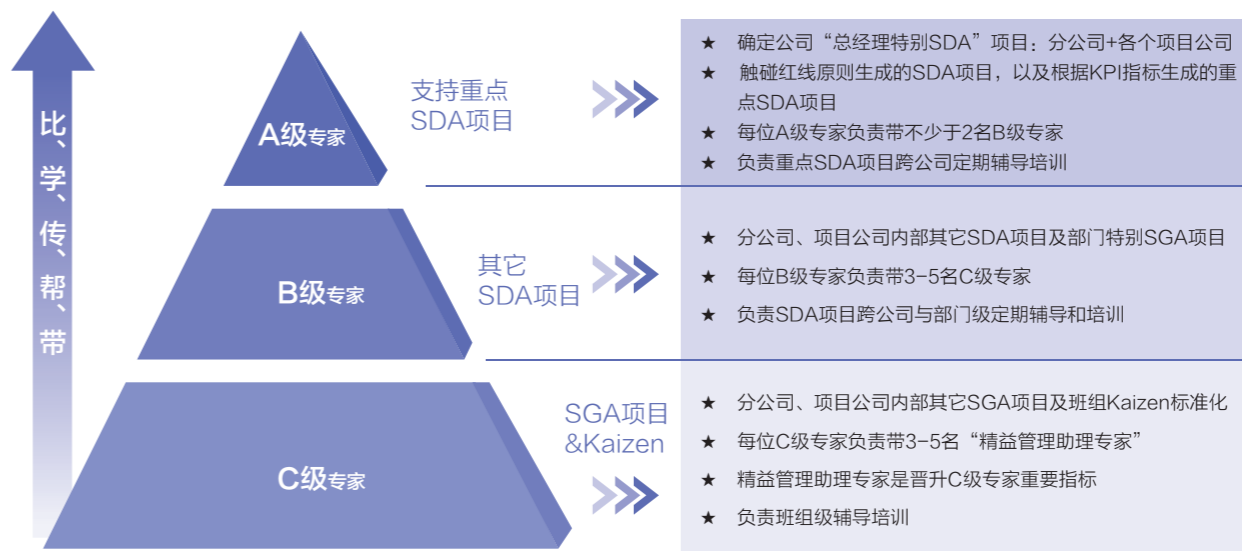 比、学、传、帮、带
A级专家
支持重点
SDA项目
★ 确定公司“总经理特别SDA”项目：分公司+各个项目公司
★ 触碰红线原则生成的SDA项目，以及根据KPI指标生成的重
点SDA项目
★ 每位A级专家负责带不少于2名B级专家
★ 负责重点SDA项目跨公司定期辅导培训
B级专家
其它
SDA项目
★ 分公司、项目公司内部其它SDA项目及部门特别SGA项目
★ 每位B级专家负责带3-5名C级专家
★ 负责SDA项目跨公司与部门级定期辅导和培训
C级专家
SGA项目
&Kaizen
★ 分公司、项目公司内部其它SGA项目及班组Kaizen标准化
★ 每位C级专家负责带3-5名“精益管理助理专家”
★ 精益管理助理专家是晋升C级专家重要指标
★ 负责班组级辅导培训